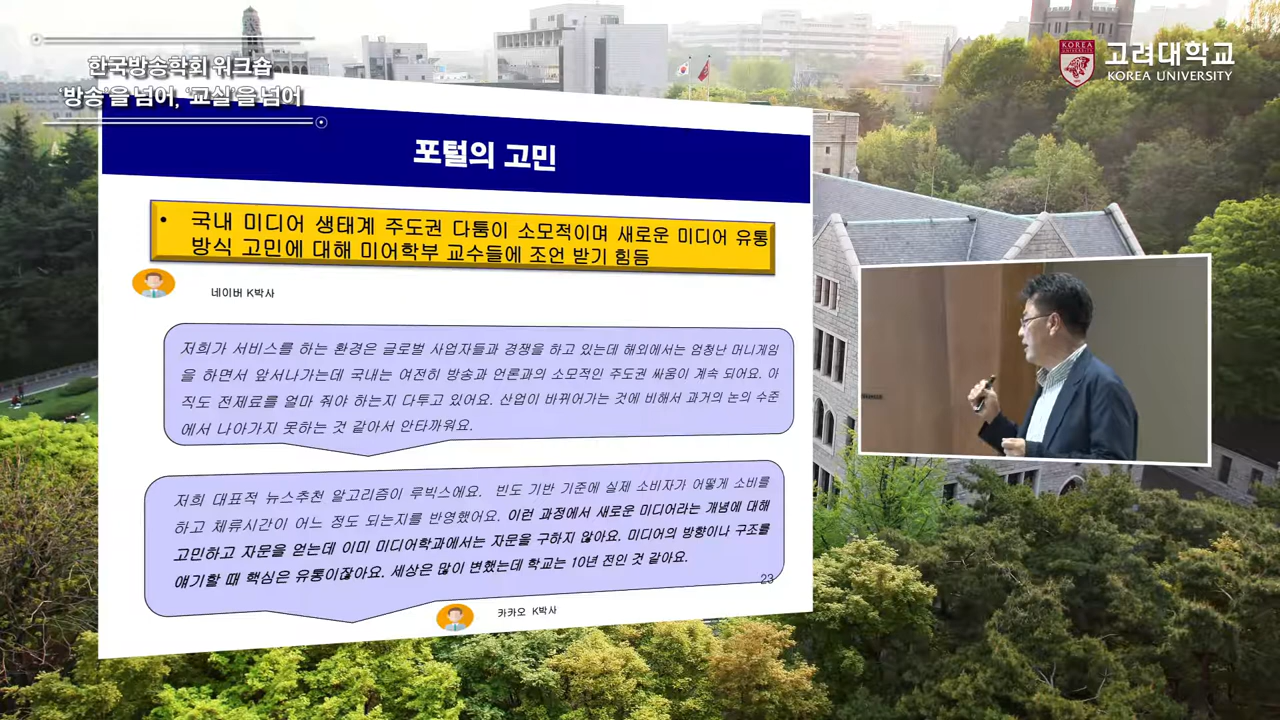 한국방송학회 워크숍
'방송'을 넘어, '교실'을 넘어
KOREA
고려대학교
KOREA UNIVERSITY
포털의 고민
• 국내 미디어 생태계 주도권 다툼이 소모적이며 새로운 미디어 유통
방식 고민에 대해 미어학부 교수들에 조언 받기 힘듬
네이버 K박사
저희가 서비스를 하는 환경은 글로벌 사업자들과 경쟁을 하고 있는데 해외에서는 엄청난 머니게임
을 하면서 앞서나가는데 국내는 여전히 방송과 언론과의 소모적인 주도권 싸움이 계속 되어요. 아
직도 전제료를 얼마 줘야 하는지 다투고 있어요. 산업이 바뀌어가는 것에 비해서 과거의 논의 수준
에서 나아가지 못하는 것 같아서 안타까워요.
저희 대표적 뉴스추천 알고리즘이 루빅스에요. 빈도 기반 기준에 실제 소비자가 어떻게 소비를
하고 체류시간이 어느 정도 되는지를 반영했어요. 이런 과정에서 새로운 미디어라는 개념에 대해
고민하고 자문을 얻는데 이미 미디어학과에서는 자문을 구하지 않아요. 미디어의 방향이나 구조를
얘기할 때 핵심은 유통이잖아요. 세상은 많이 변했는데 학교는 10년 전인 것 같아요.
23
카카오 K박사